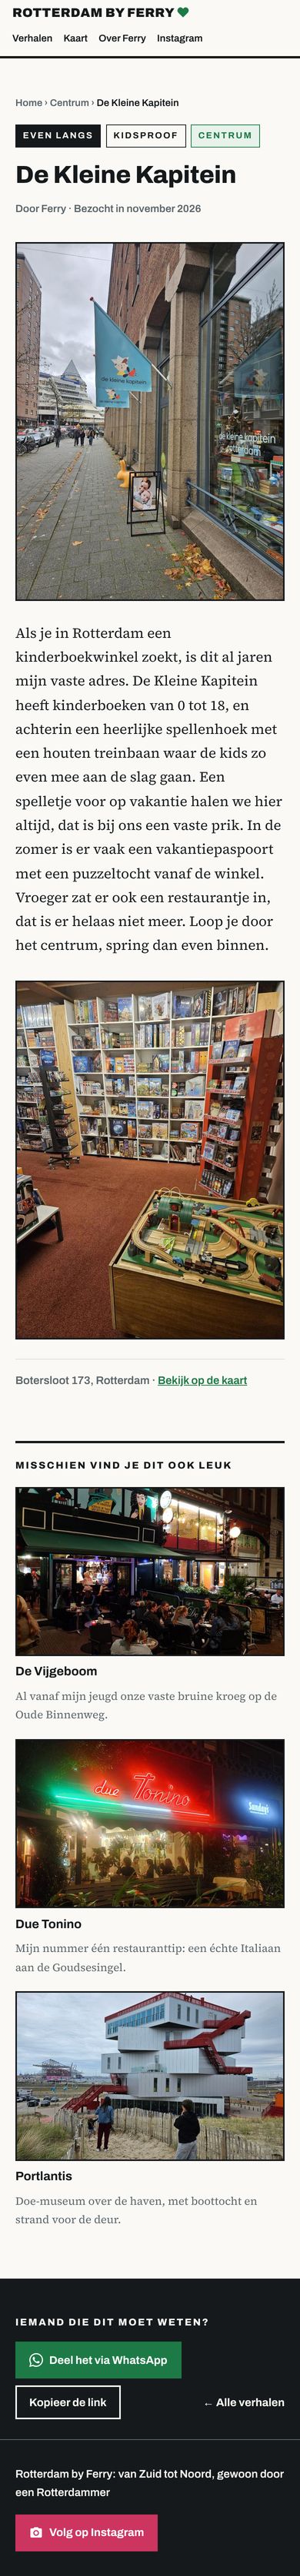 ROTTERDAM BY FERRY
Verhalen Kaart Over Ferry Instagram
Home › Centrum › De Kleine Kapitein
EVEN LANGS KIDSPROOF CENTRUM
De Kleine Kapitein
Door Ferry · Bezocht in november 2026
de kleine kapitein
de kleine kapitein
de kleine kapitein
rotterdam
Als je in Rotterdam een
kinderboekwinkel zoekt, is dit al jaren
mijn vaste adres. De Kleine Kapitein
heeft kinderboeken van 0 tot 18, en
achterin een heerlijke spellenhoek met
een houten treinbaan waar de kids zo
even mee aan de slag gaan. Een
spelletje voor op vakantie halen we hier
altijd, dat is bij ons een vaste prik. In de
zomer is er vaak een vakantiepaspoort
met een puzzeltocht vanaf de winkel.
Vroeger zat er ook een restaurantje in,
dat is er helaas niet meer. Loop je door
het centrum, spring dan even binnen.
Botersloot 173, Rotterdam · Bekijk op de kaart
MISSCHIEN VIND JE DIT OOK LEUK
De Vijgeboom
Al vanaf mijn jeugd onze vaste bruine kroeg op de
Oude Binnenweg.
due Tonino
Due Tonino
Mijn nummer één restauranttip: een échte Italiaan
aan de Goudsesingel.
Portlantis
Doe-museum over de haven, met boottocht en
strand voor de deur.
IEMAND DIE DIT MOET WETEN?
Deel het via WhatsApp
Kopieer de link ← Alle verhalen
Rotterdam by Ferry: van Zuid tot Noord, gewoon door
een Rotterdammer
Volg op Instagram